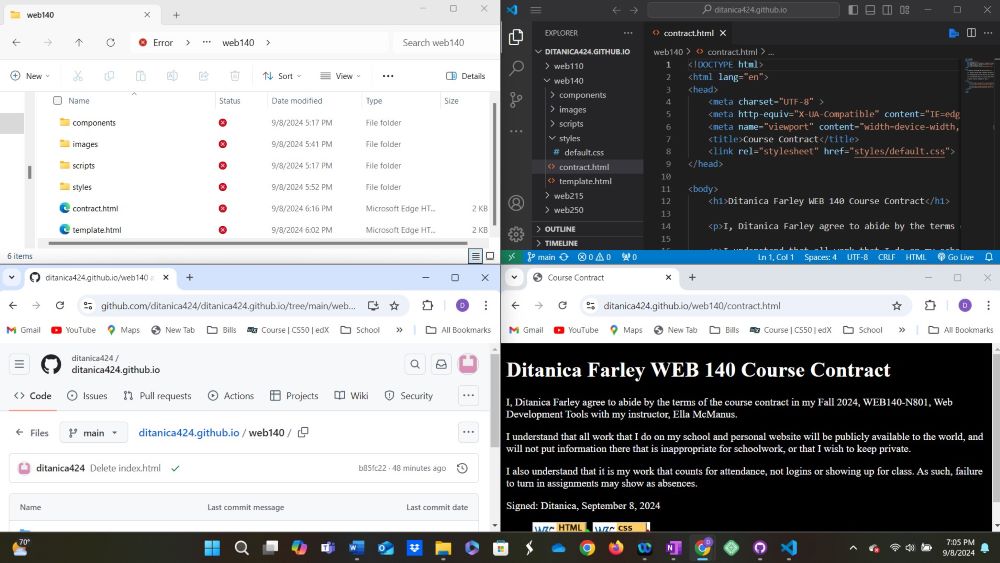 web140
Error
web140
Search web140
New
Sort
View
Details
Name
Status
Date modified
Type
Size
components
9/8/2024 5:17 PM
File folder
images
9/8/2024 5:41 PM
File folder
scripts
9/8/2024 5:17 PM
File folder
styles
9/8/2024 5:52 PM
File folder
contract.html
9/8/2024 6:16 PM
Microsoft Edge HT...
2 KB
template.html
9/8/2024 6:02 PM
Microsoft Edge HT...
2 KB
6 items
ditanica424.github.io
EXPLORER
DITANICA424.GITHUB.IO
web110
web140
components
images
scripts
styles
# default.css
contract.html
template.html
web215
web250
OUTLINE
TIMELINE
contract.html
web140 > contract.html > ...
1 <!DOCTYPE html>
2 <html lang="en">
3 <head>
4 <meta charset="UTF-8" >
5 <meta http-equiv="X-UA-Compatible" content="IE=edg
6 <meta name="viewport" content="width=device-width,
7 <title>Course Contract</title>
8 <link rel="stylesheet" href="styles/default.css">
9 </head>
10
11 <body>
12 <h1>Ditanica Farley WEB 140 Course Contract</h1>
13
14 <p>I, Ditanica Farley agree to abide by the terms
15
main
0
0
0
Ln 1, Col 1
Spaces: 4
UTF-8
CRLF
HTML
Go Live
ditanica424.github.io/web140 a
github.com/ditanica424/ditanica424.github.io/tree/main/web...
D
Gmail
YouTube
Maps
New Tab
Bills
Course | CS50 | edX
School
All Bookmarks
ditanica424 /
ditanica424.github.io
Code
Issues
Pull requests
Actions
Projects
Wiki
Security
Files
main
ditanica424.github.io / web140 /
ditanica424 Delete index.html
b85fc22 · 48 minutes ago
Name
Last commit message
Last commit date
Course Contract
ditanica424.github.io/web140/contract.html
D
Gmail
YouTube
Maps
New Tab
Bills
Course | CS50 | edX
School
All Bookmarks
Ditanica Farley WEB 140 Course Contract
I, Ditanica Farley agree to abide by the terms of the course contract in my Fall 2024, WEB140-N801, Web
Development Tools with my instructor, Ella McManus.
I understand that all work that I do on my school and personal website will be publicly available to the world, and
will not put information there that is inappropriate for schoolwork, or that I wish to keep private.
I also understand that it is my work that counts for attendance, not logins or showing up for class. As such, failure
to turn in assignments may show as absences.
Signed: Ditanica, September 8, 2024
W3C HTML
W3C css
70°
7:05 PM
9/8/2024